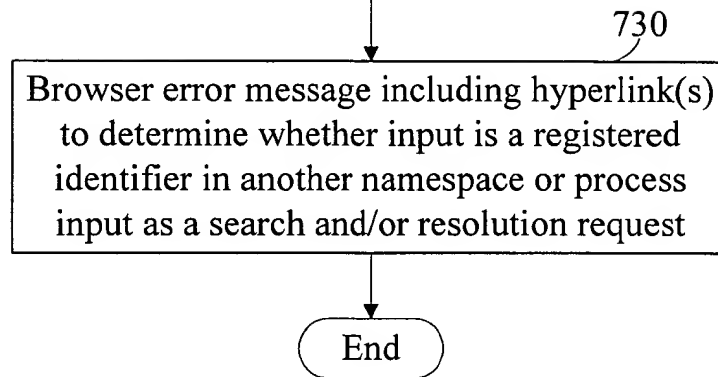 730
Browser error message including hyperlink(s)
to determine whether input is a registered
identifier in another namespace or process
input as a search and/or resolution request
End